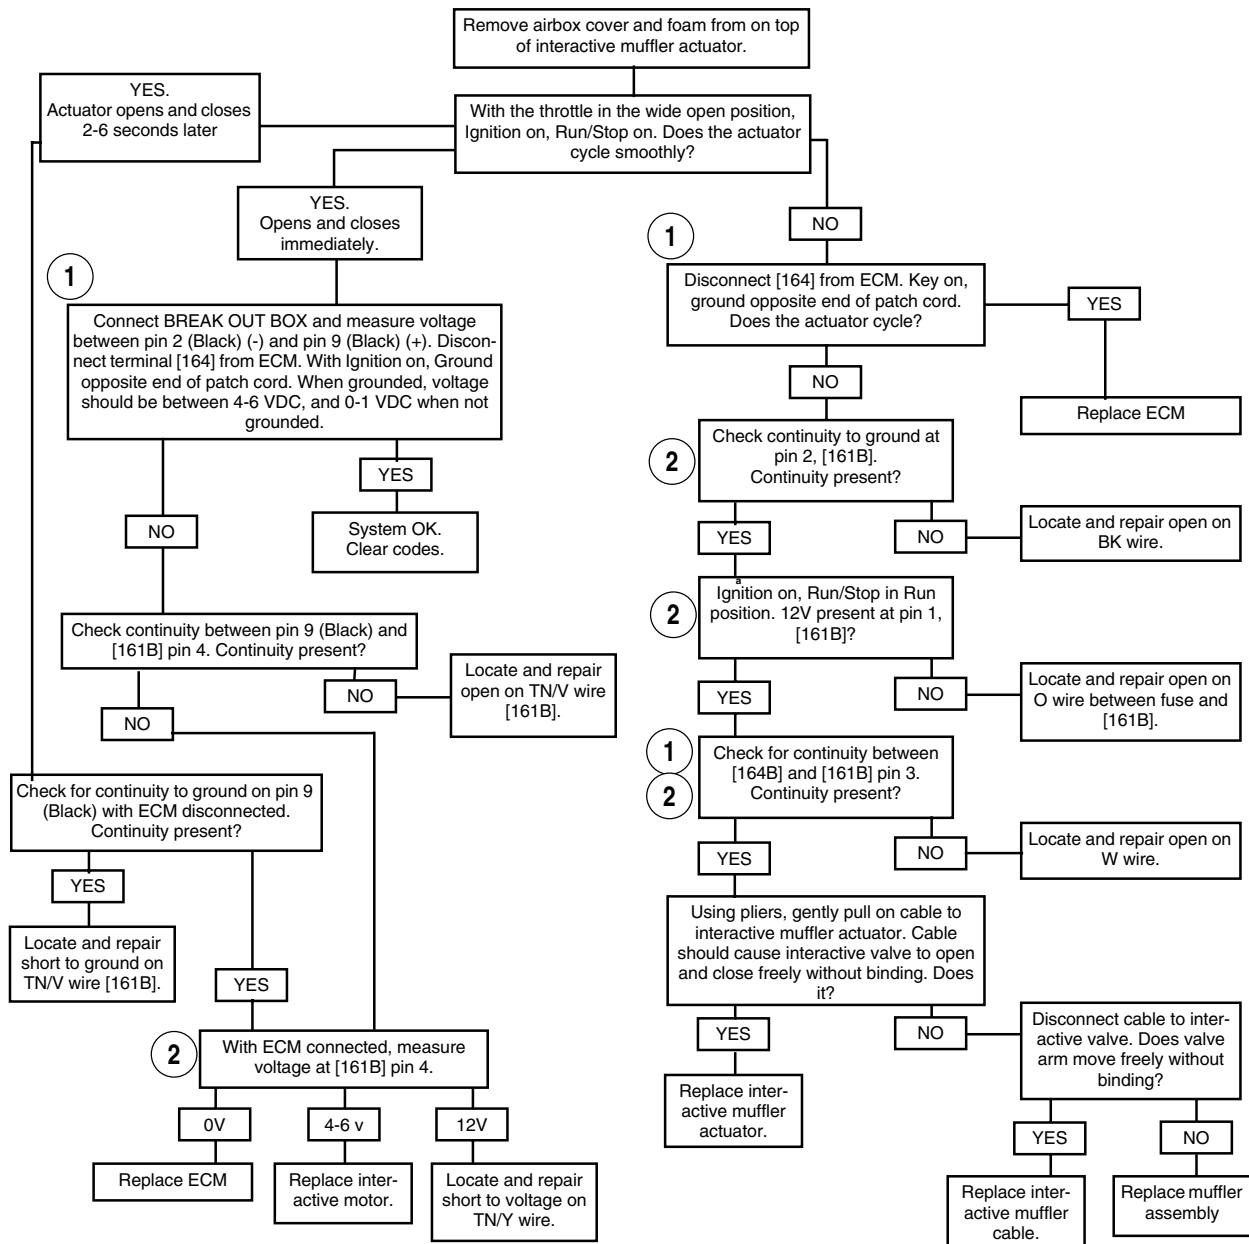 Remove airbox cover and foam from on top
of interactive muffler actuator.
YES.
Actuator opens and closes
2-6 seconds later
With the throttle in the wide open position,
Ignition on, Run/Stop on. Does the actuator
cycle smoothly?
YES.
Opens and closes
immediately.
NO
1
Disconnect [164] from ECM. Key on,
ground opposite end of patch cord.
Does the actuator cycle?
YES
Replace ECM
1
Connect BREAK OUT BOX and measure voltage
between pin 2 (Black) (-) and pin 9 (Black) (+). Discon-
nect terminal [164] from ECM. With Ignition on, Ground
opposite end of patch cord. When grounded, voltage
should be between 4-6 VDC, and 0-1 VDC when not
grounded.
NO
2
Check continuity to ground at
pin 2, [161B].
Continuity present?
YES
System OK.
Clear codes.
NO
YES
NO
Locate and repair open on
BK wire.
a
2
Ignition on, Run/Stop in Run
position. 12V present at pin 1,
[161B]?
Check continuity between pin 9 (Black) and
[161B] pin 4. Continuity present?
NO
NO
Locate and repair
open on TN/V wire
[161B].
YES
NO
Locate and repair open on
O wire between fuse and
[161B].
1
2
Check for continuity between
[164B] and [161B] pin 3.
Continuity present?
Check for continuity to ground on pin 9
(Black) with ECM disconnected.
Continuity present?
YES
NO
Locate and repair open on
W wire.
YES
Locate and repair
short to ground on
TN/V wire [161B].
YES
Using pliers, gently pull on cable to
interactive muffler actuator. Cable
should cause interactive valve to open
and close freely without binding. Does
it?
YES
NO
Disconnect cable to inter-
active valve. Does valve
arm move freely without
binding?
2
With ECM connected, measure
voltage at [161B] pin 4.
Replace inter-
active muffler
actuator.
0V
4-6 v
12V
YES
NO
Replace ECM
Replace inter-
active motor.
Locate and repair
short to voltage on
TN/Y wire.
Replace inter-
active muffler
cable.
Replace muffler
assembly